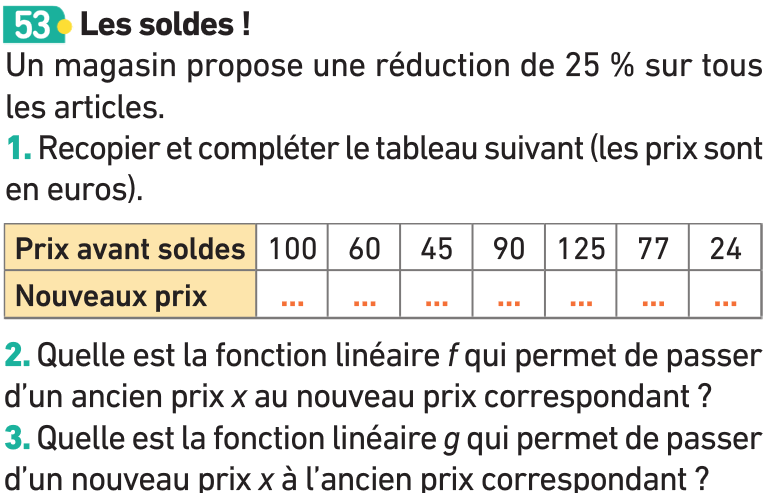 53 Les soldes !
Un magasin propose une réduction de 25 % sur tous
les articles.
1. Recopier et compléter le tableau suivant (les prix sont
en euros).
Prix avant soldes 100 60 45 90 125 77 24
Nouveaux prix ... ... ... ... ... ... ...
2. Quelle est la fonction linéaire f qui permet de passer
d'un ancien prix x au nouveau prix correspondant ?
3. Quelle est la fonction linéaire g qui permet de passer
d'un nouveau prix x à l'ancien prix correspondant ?